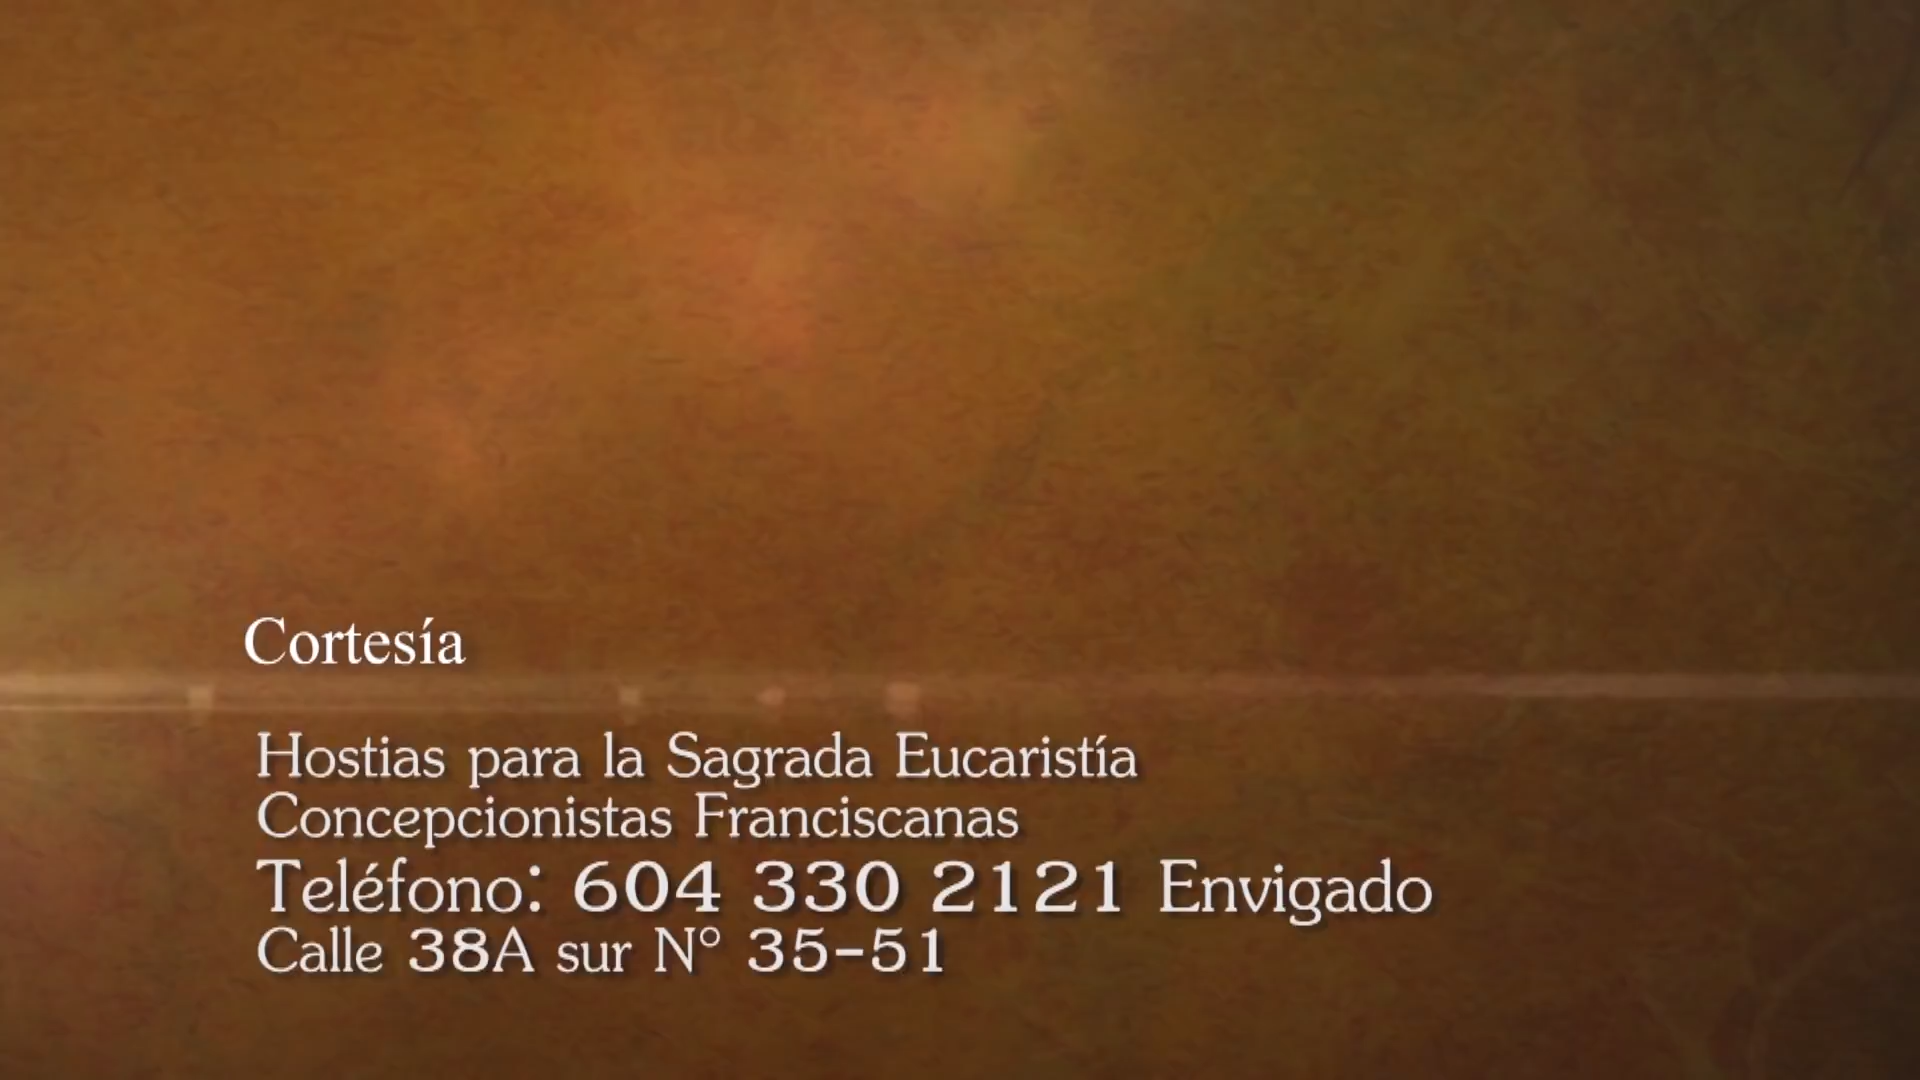 Cortesía
Hostias para la Sagrada Eucaristía
Concepcionistas Franciscanas
Teléfono: 604 330 2121 Envigado
Calle 38A sur N° 35-51